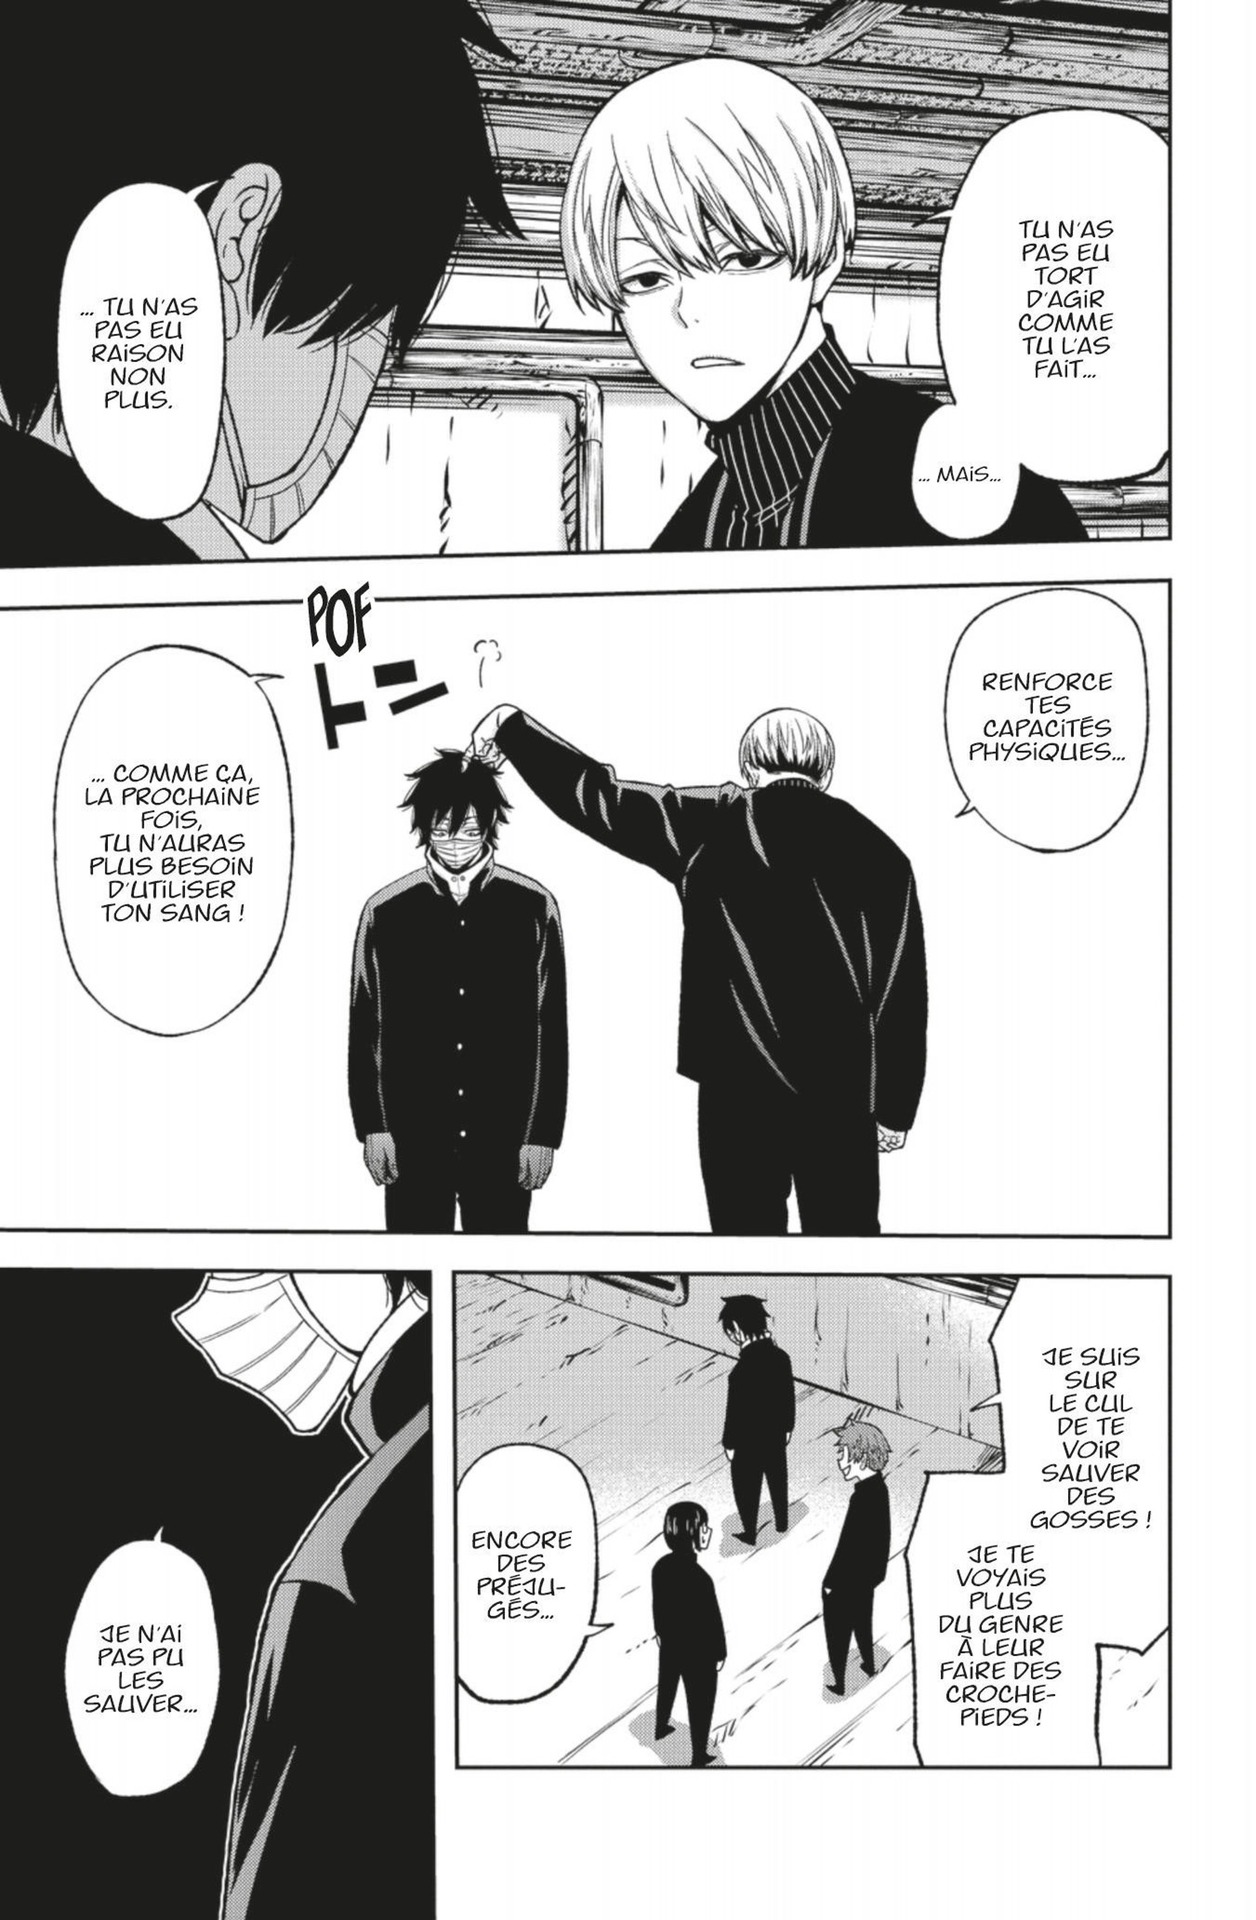 TU N'AS
PAS EU
TORT
D'AGIR
COMME
TU L'AS
FAIT...
... MAIS...
... TU N'AS
PAS EU
RAISON
NON
PLUS.
RENFORCE
TES
CAPACITÉS
PHYSIQUES...
POF
トン
... COMME ÇA,
LA PROCHAINE
FOIS,
TU N'AURAS
PLUS BESOIN
D'UTILISER
TON SANG !
JE SUIS
SUR
LE CUL
DE TE
VOIR
SAUVER
DES
GOSSES !
JE TE
VOYAIS
PLUS
DU GENRE
À LEUR
FAIRE DES
CROCHE-
PIEDS !
ENCORE
DES
PRÉJU-
GÉS...
JE N'AI
PAS PU
LES
SAUVER...